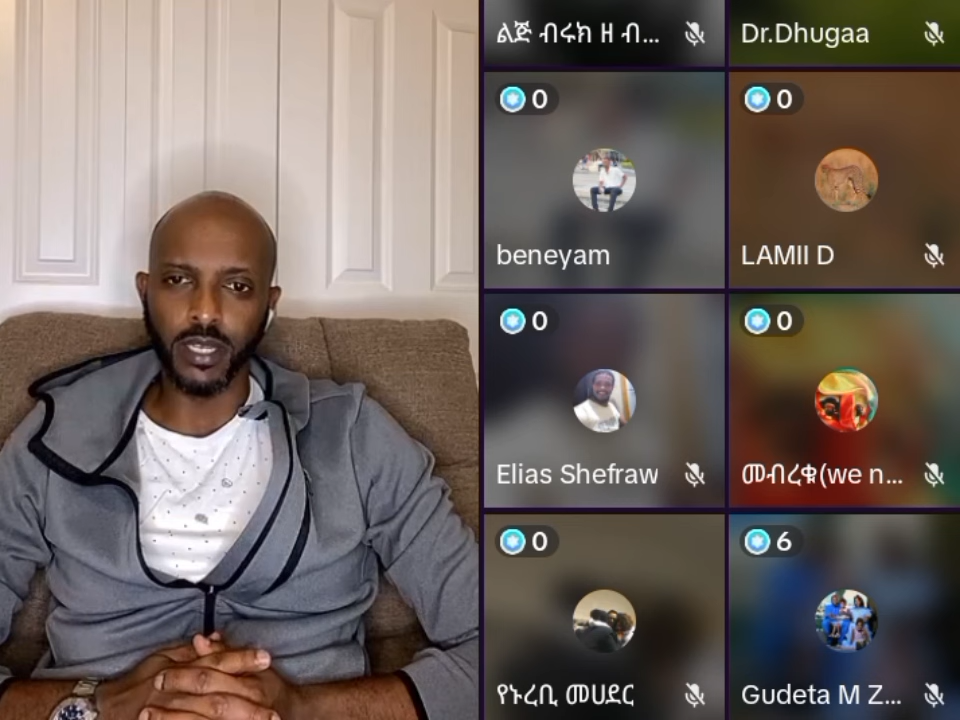 ልጅ ብሩክ ዘ ብ...
Dr.Dhugaa
0
0
beneyam
LAMII D
0
0
Elias Shefraw
መብረቁ(we n...
0
6
የኑረቢ መሀደር
Gudeta M Z...